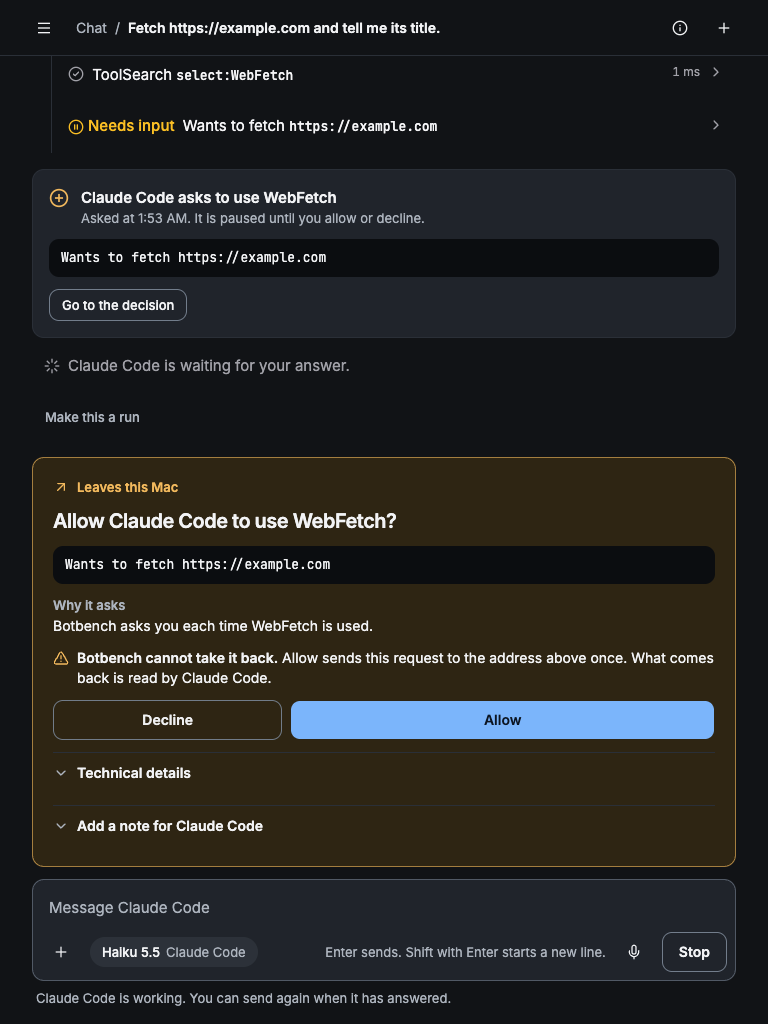 Chat / Fetch https://example.com and tell me its title.
ToolSearch select:WebFetch 1 ms
Needs input Wants to fetch https://example.com
Claude Code asks to use WebFetch
Asked at 1:53 AM. It is paused until you allow or decline.
Wants to fetch https://example.com
Go to the decision
Claude Code is waiting for your answer.
Make this a run
Leaves this Mac
Allow Claude Code to use WebFetch?
Wants to fetch https://example.com
Why it asks
Botbench asks you each time WebFetch is used.
Botbench cannot take it back. Allow sends this request to the address above once. What comes
back is read by Claude Code.
Decline Allow
Technical details
Add a note for Claude Code
Message Claude Code
Haiku 5.5 Claude Code Enter sends. Shift with Enter starts a new line. Stop
Claude Code is working. You can send again when it has answered.